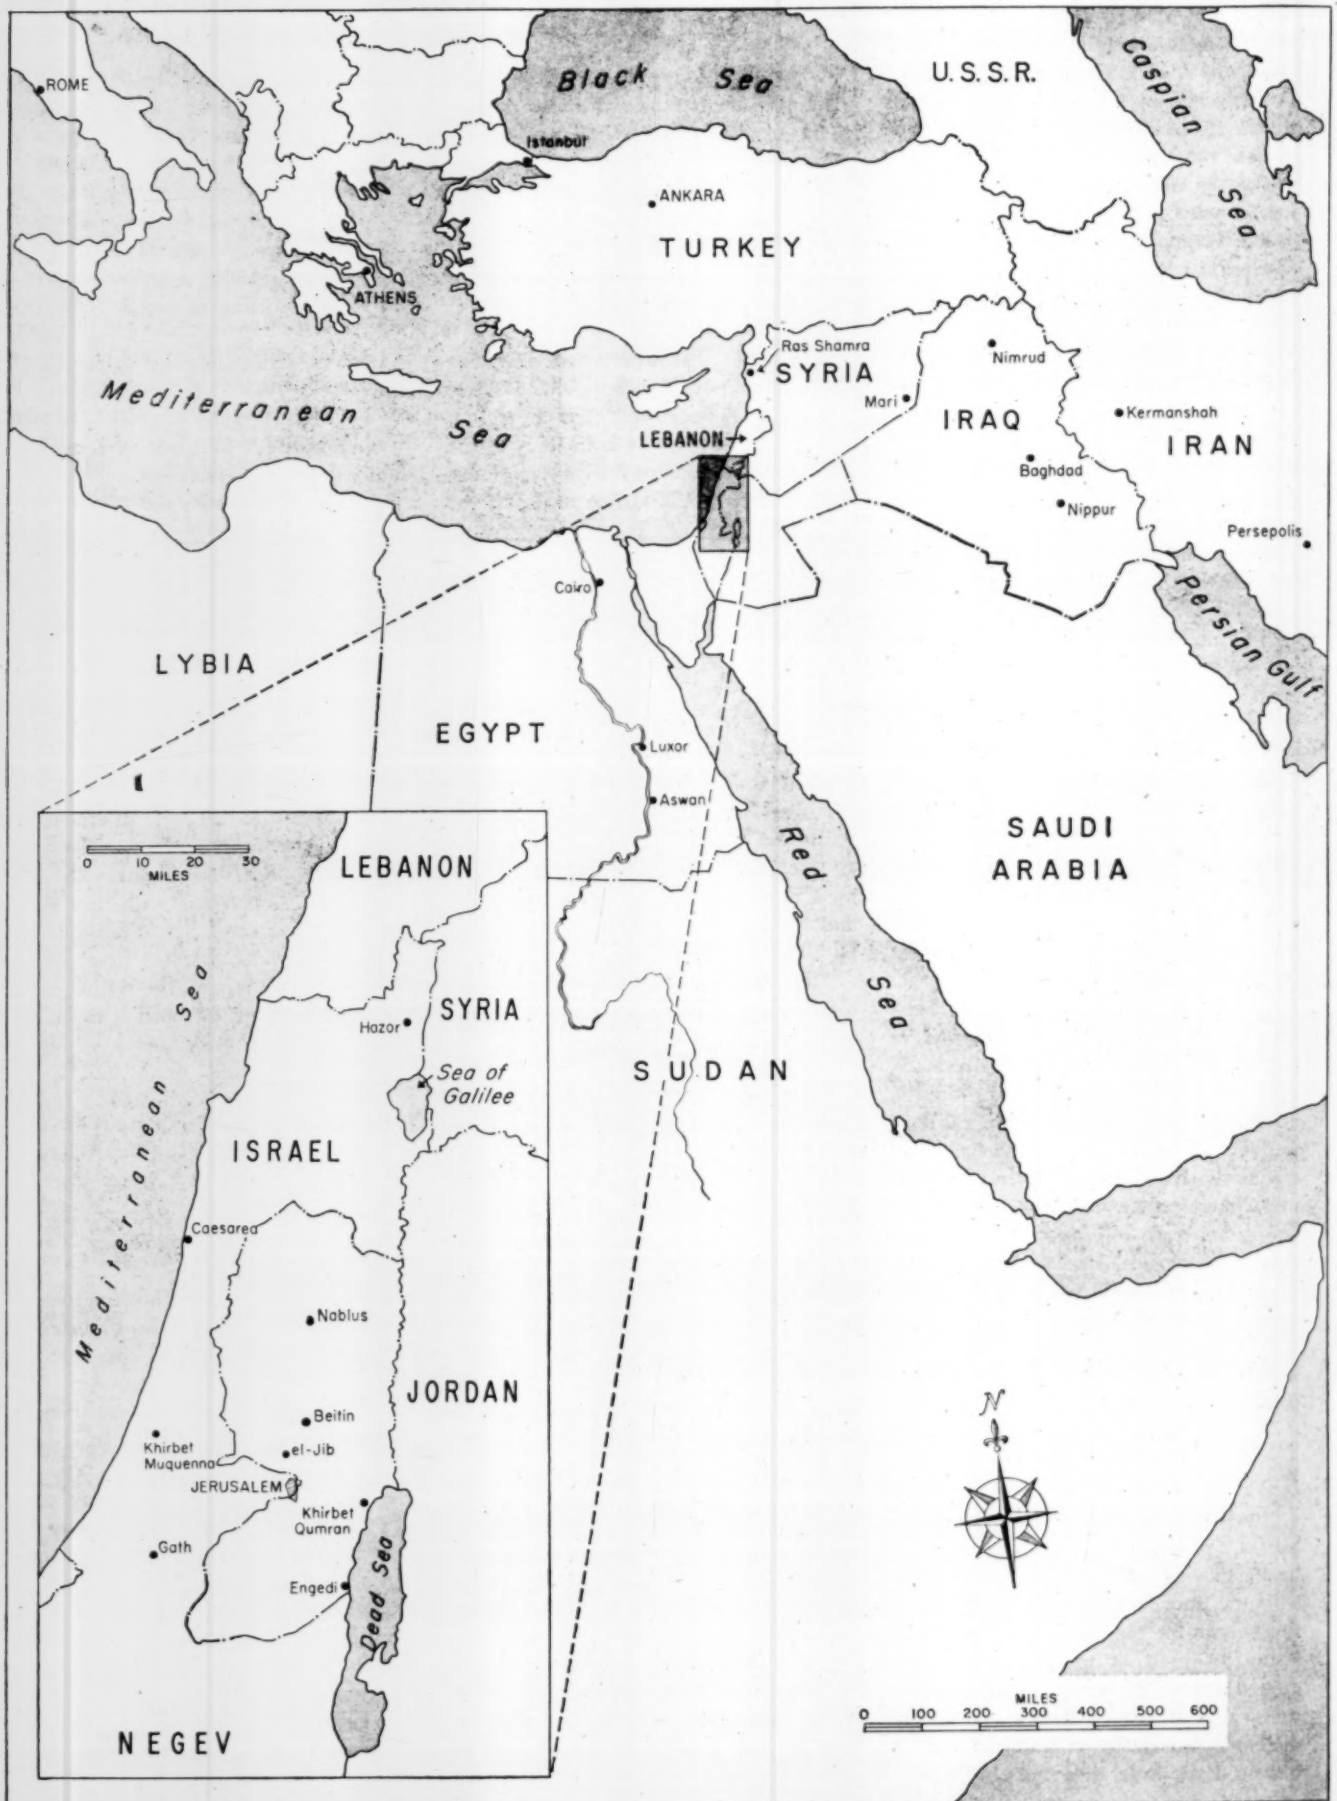 ROME
Black Sea
U.S.S.R.
Caspian
Sea
Istanbul
ANKARA
TURKEY
ATHENS
Ras Shamra
SYRIA
Nimrud
Mari
Mediterranean
Sea
LEBANON
IRAQ
Kermanshah
IRAN
Baghdad
Nippur
Persepolis
Cairo
Persian Gulf
LYBIA
EGYPT
Luxor
Aswan
SAUDI
ARABIA
Red
Sea
SUDAN
0 10 20 30
MILES
LEBANON
Mediterranean Sea
Hazor
SYRIA
Sea of
Galilee
ISRAEL
Caesarea
Nablus
JORDAN
Beitin
Khirbet
Muquenna
el-Jib
JERUSALEM
Khirbet
Qumran
Gath
Engedi
Dead Sea
NEGEV
N
MILES
0 100 200 300 400 500 600